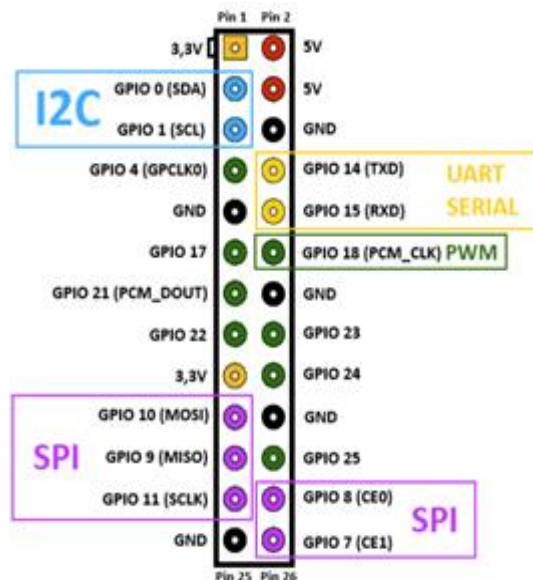 Pin 1 Pin 2
3,3V 5V
GPIO 0 (SDA) 5V
I2C
GPIO 1 (SCL) GND
GPIO 4 (GPCLK0) GPIO 14 (TXD) UART
GND GPIO 15 (RXD) SERIAL
GPIO 17 GPIO 18 (PCM_CLK) PWM
GPIO 21 (PCM_DOUT) GND
GPIO 22 GPIO 23
3,3V GPIO 24
GPIO 10 (MOSI) GND
SPI GPIO 9 (MISO) GPIO 25
GPIO 11 (SCLK) GPIO 8 (CE0)
SPI
GND GPIO 7 (CE1)
Pin 25 Pin 26